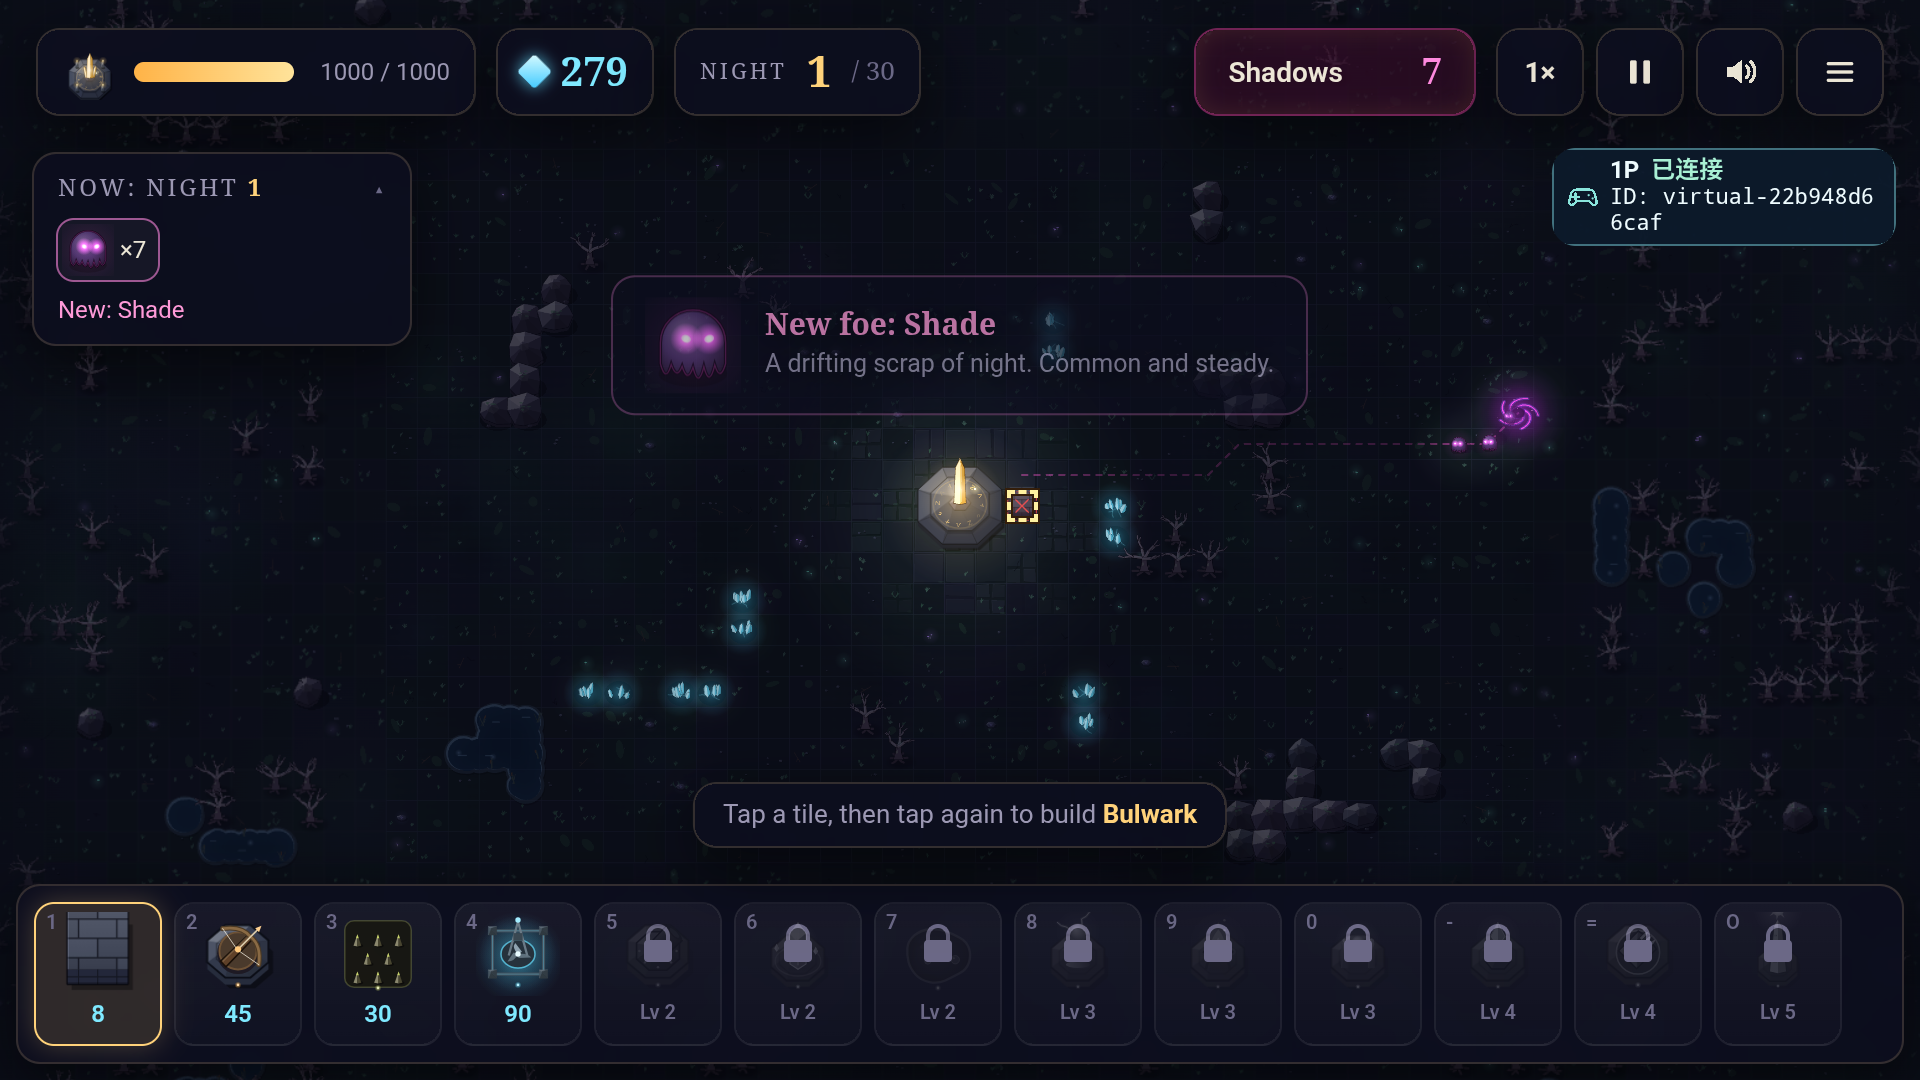 1000 / 1000
279
NIGHT 1 / 30
Shadows 7
1×
NOW: NIGHT 1
×7
New: Shade
1P 已连接
ID: virtual-22b948d6
6caf
New foe: Shade
A drifting scrap of night. Common and steady.
Tap a tile, then tap again to build Bulwark
1 2 3 4 5 6 7 8 9 0 - = O
8 45 30 90 Lv 2 Lv 2 Lv 2 Lv 3 Lv 3 Lv 3 Lv 4 Lv 4 Lv 5